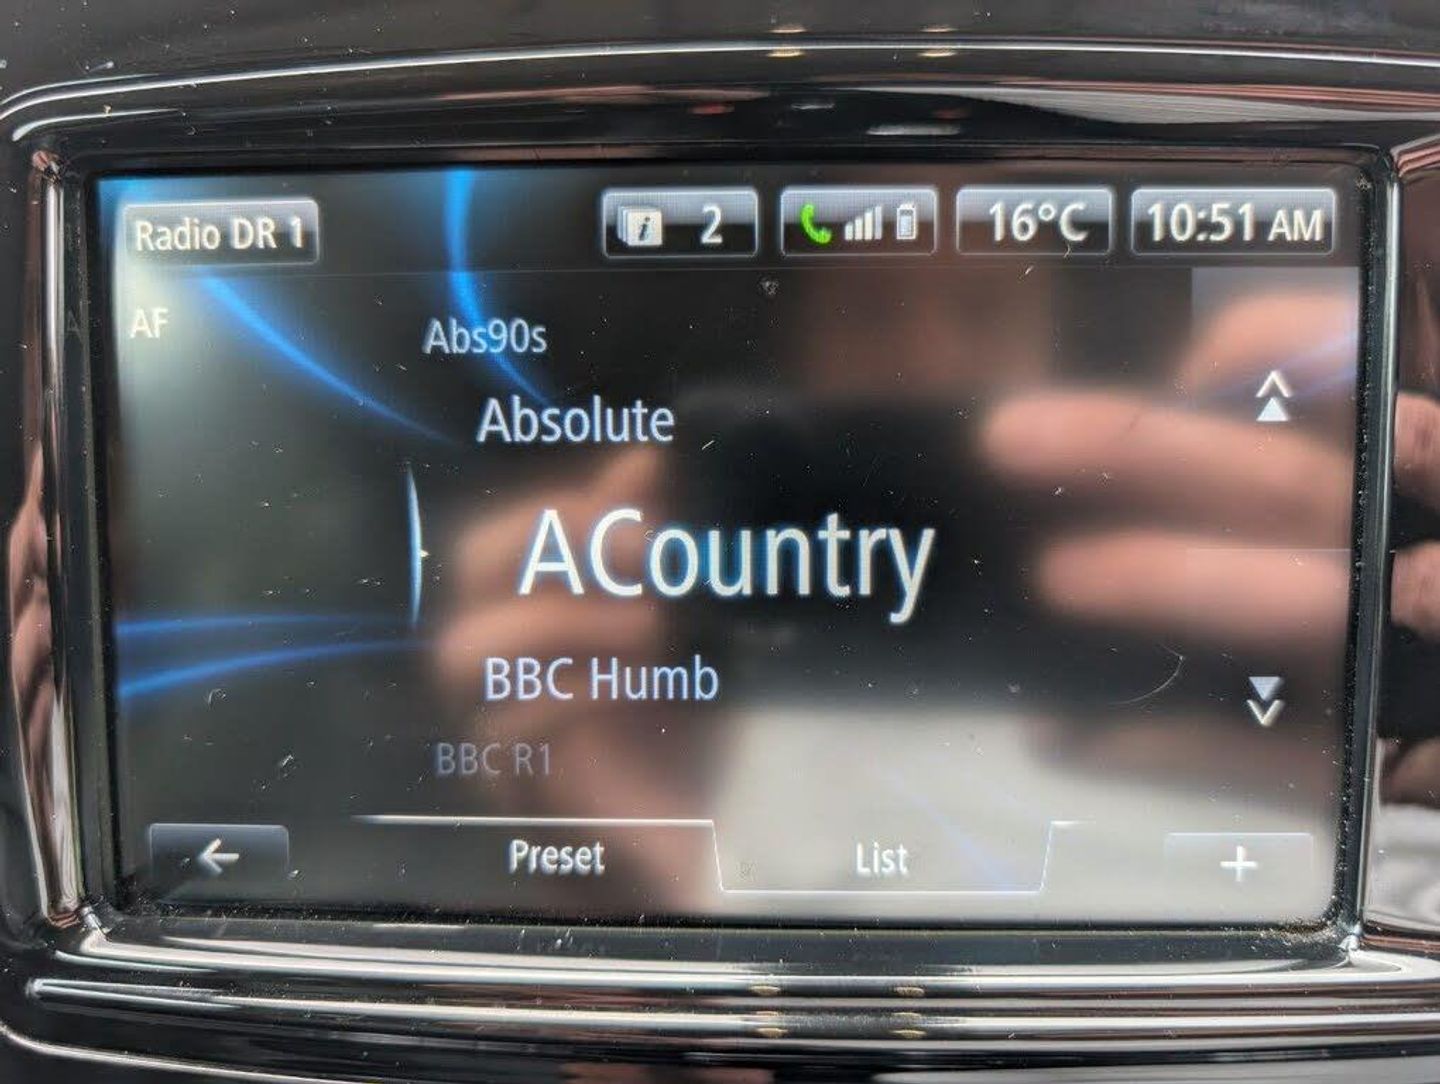 Radio DR 1
2
16°C
10:51 AM
AF
Abs90s
Absolute
ACountry
BBC Humb
BBC R1
Preset
List